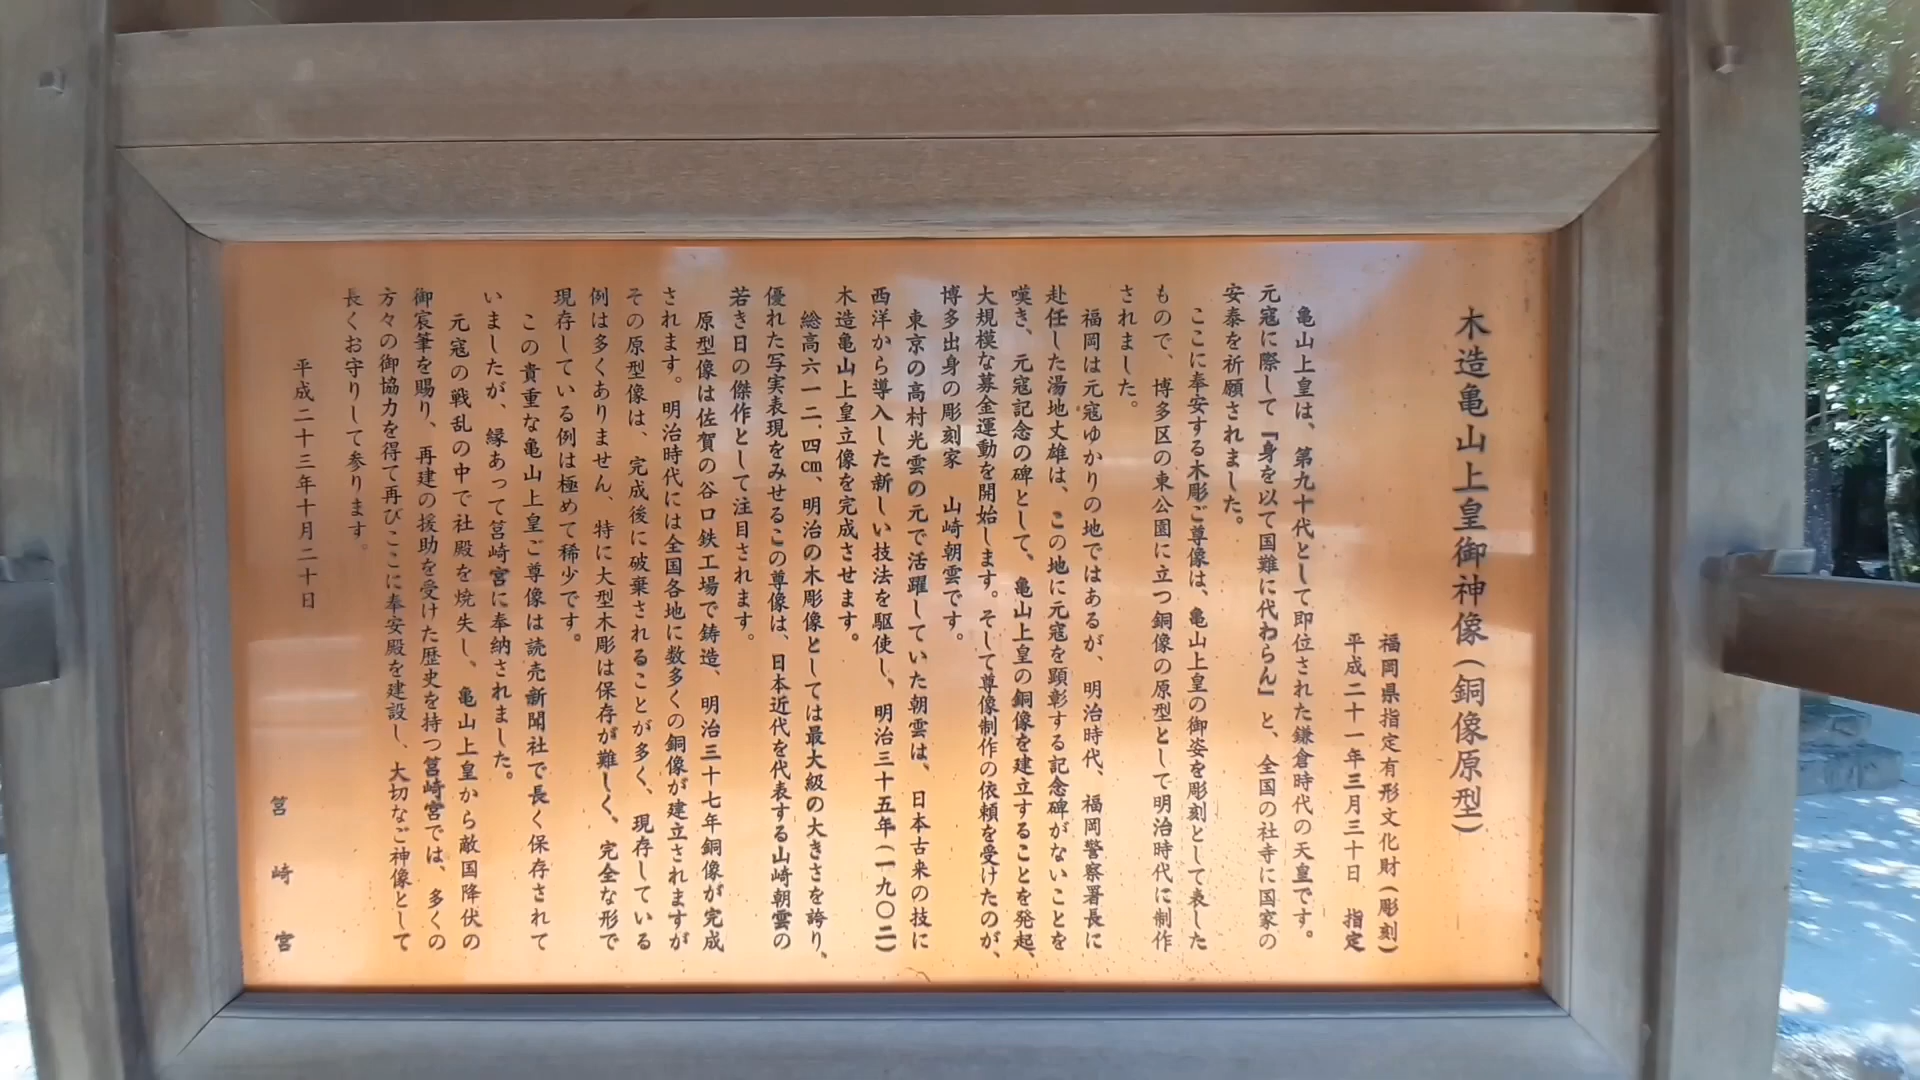 木造亀山上皇御神像（銅像原型）
福岡県指定有形文化財（彫刻）
平成二十一年三月三十日　指定
亀山上皇は、第九十代として即位された鎌倉時代の天皇です。
元寇に際して『身を以て国難に代わらん』と、全国の社寺に国家の
安泰を祈願されました。
ここに奉安する木彫ご尊像は、亀山上皇の御姿を彫刻として表した
もので、博多区の東公園に立つ銅像の原型として明治時代に制作
されました。
福岡は元寇ゆかりの地ではあるが、明治時代、福岡警察署長に
赴任した湯地丈雄は、この地に元寇を顕彰する記念碑がないことを
嘆き、元寇記念の碑として、亀山上皇の銅像を建立することを発起、
大規模な募金運動を開始します。そして尊像制作の依頼を受けたのが、
博多出身の彫刻家　山崎朝雲です。
東京の高村光雲の元で活躍していた朝雲は、日本古来の技に
西洋から導入した新しい技法を駆使し、明治三十五年（一九〇二）
木造亀山上皇立像を完成させます。
総高六一二、四㎝、明治の木彫像としては最大級の大きさを誇り、
優れた写実表現をみせるこの尊像は、日本近代を代表する山崎朝雲の
若き日の傑作として注目されます。
原型像は佐賀の谷口鉄工場で鋳造、明治三十七年銅像が完成
されます。明治時代には全国各地に数多くの銅像が建立されますが
その原型像は、完成後に破棄されることが多く、現存している
例は多くありません、特に大型木彫は保存が難しく、完全な形で
現存している例は極めて稀少です。
この貴重な亀山上皇ご尊像は読売新聞社で長く保存されて
いましたが、縁あって筥崎宮に奉納されました。
元寇の戦乱の中で社殿を焼失し、亀山上皇から敵国降伏の
御宸筆を賜り、再建の援助を受けた歴史を持つ筥崎宮では、多くの
方々の御協力を得て再びここに奉安殿を建設し、大切なご神像として
長くお守りして参ります。
平成二十三年十月二十日
筥崎宮